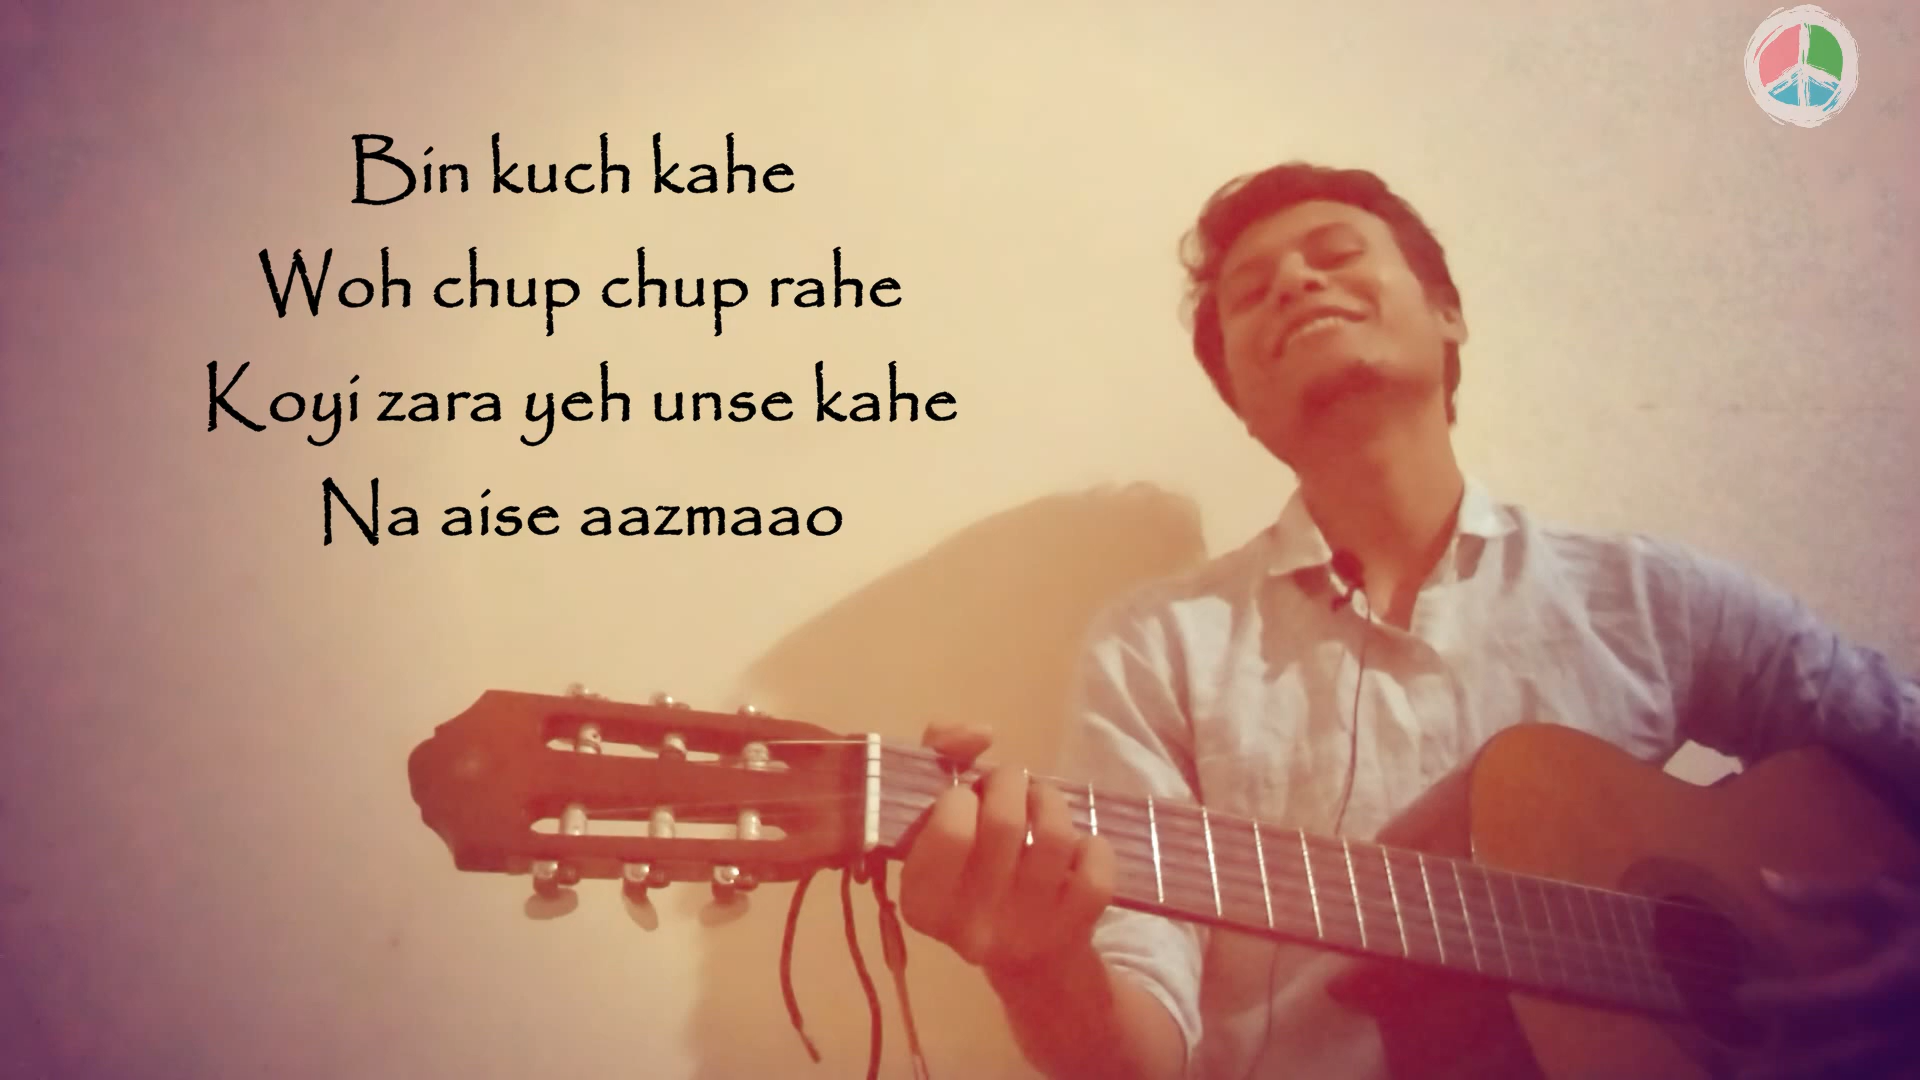 Bin kuch kahe
Woh chup chup rahe
Koyi zara yeh unse kahe
Na aise aazmaao